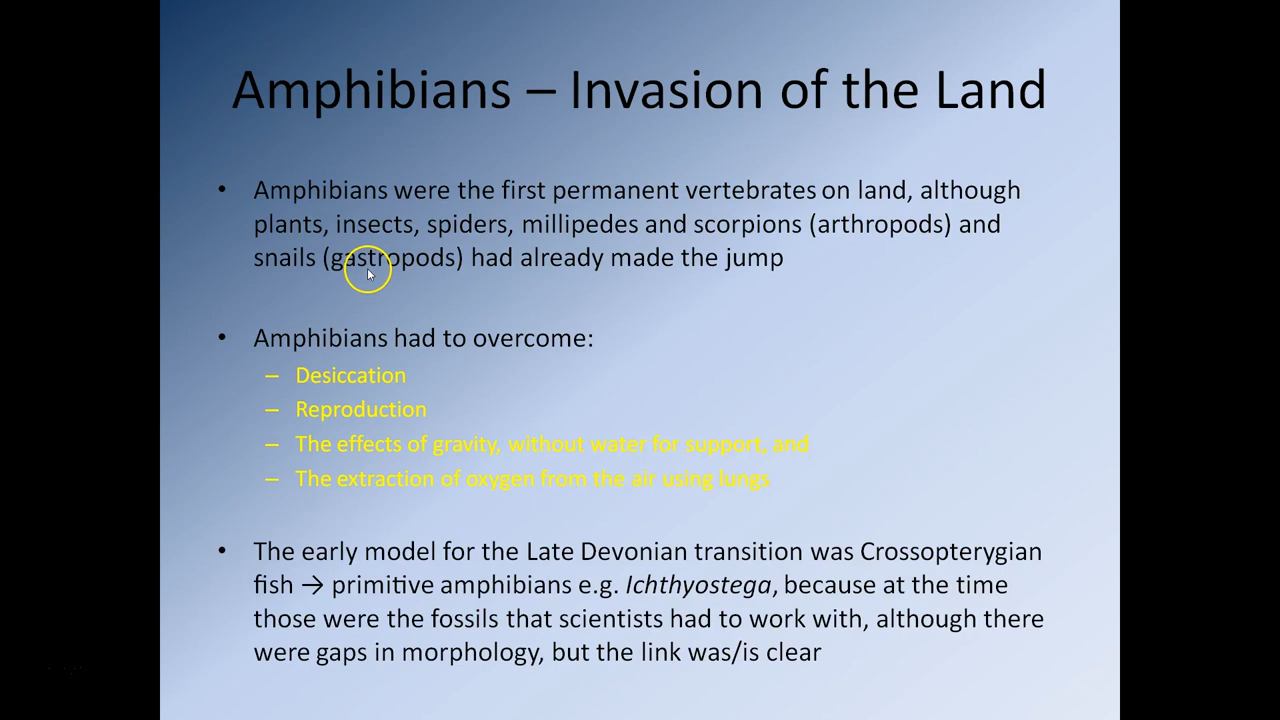 Amphibians – Invasion of the Land
• Amphibians were the first permanent vertebrates on land, although
plants, insects, spiders, millipedes and scorpions (arthropods) and
snails (gastropods) had already made the jump
• Amphibians had to overcome:
– Desiccation
– Reproduction
– The effects of gravity, without water for support, and
– The extraction of oxygen from the air using lungs
• The early model for the Late Devonian transition was Crossopterygian
fish → primitive amphibians e.g. Ichthyostega, because at the time
those were the fossils that scientists had to work with, although there
were gaps in morphology, but the link was/is clear